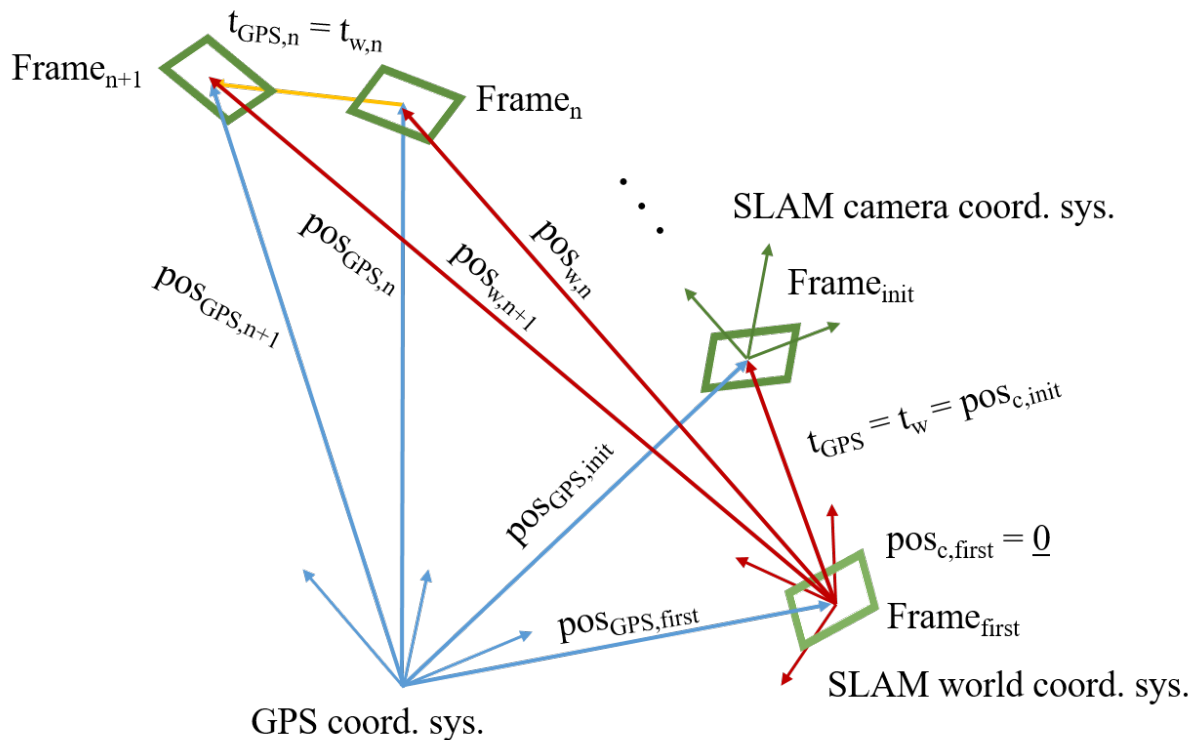 t_GPS,n = t_w,n
Frame_n+1
Frame_n
SLAM camera coord. sys.
Frame_init
pos_w,n
pos_w,n+1
pos_GPS,n
pos_GPS,n+1
t_GPS = t_w = pos_c,init
pos_GPS,init
pos_c,first = 0
Frame_first
pos_GPS,first
SLAM world coord. sys.
GPS coord. sys.